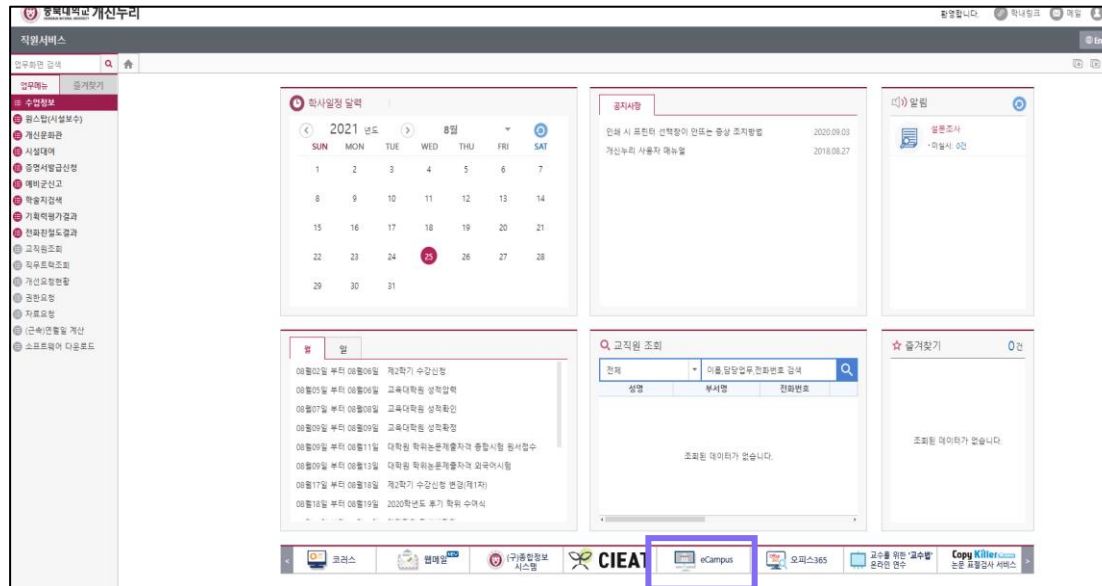 충북대학교 개신누리
환영합니다. 학내링크 메일
직원서비스
En
업무화면 검색
업무메뉴 즐겨찾기
수업정보
원스탑(시설보수)
개신문화관
시설대여
증명서발급신청
예비군신고
학술지검색
기획력평가결과
전화친절도결과
교직원조회
직무트랙조회
개선요청현황
권한요청
자료요청
(근속)연월일 계산
소프트웨어 다운로드
학사일정 달력
2021 년도 8월
SUN MON TUE WED THU FRI SAT
1 2 3 4 5 6 7
8 9 10 11 12 13 14
15 16 17 18 19 20 21
22 23 24 25 26 27 28
29 30 31
공지사항
인쇄 시 프린터 선택창이 안뜨는 증상 조치방법 2020.09.03
개신누리 사용자 매뉴얼 2018.08.27
알림
설문조사
- 미실시: 0건
월 일
08월02일 부터 08월06일 제2학기 수강신청
08월05일 부터 08월06일 교육대학원 성적입력
08월07일 부터 08월08일 교육대학원 성적확인
08월09일 부터 08월09일 교육대학원 성적확정
08월09일 부터 08월11일 대학원 학위논문제출자격 종합시험 원서접수
08월09일 부터 08월13일 대학원 학위논문제출자격 외국어시험
08월17일 부터 08월18일 제2학기 수강신청 변경(제1차)
08월18일 부터 08월19일 2020학년도 후기 학위 수여식
교직원 조회
전체 이름,담당업무,전화번호 검색
성명 부서명 전화번호
조회된 데이터가 없습니다.
즐겨찾기 0건
조회된 데이터가 없습니다.
코러스
웹메일 NEW
(구)종합정보
시스템
CIEAT
eCampus
오피스365
교수를 위한 "교수법"
온라인 연수
Copy Killer
논문 표절검사 서비스